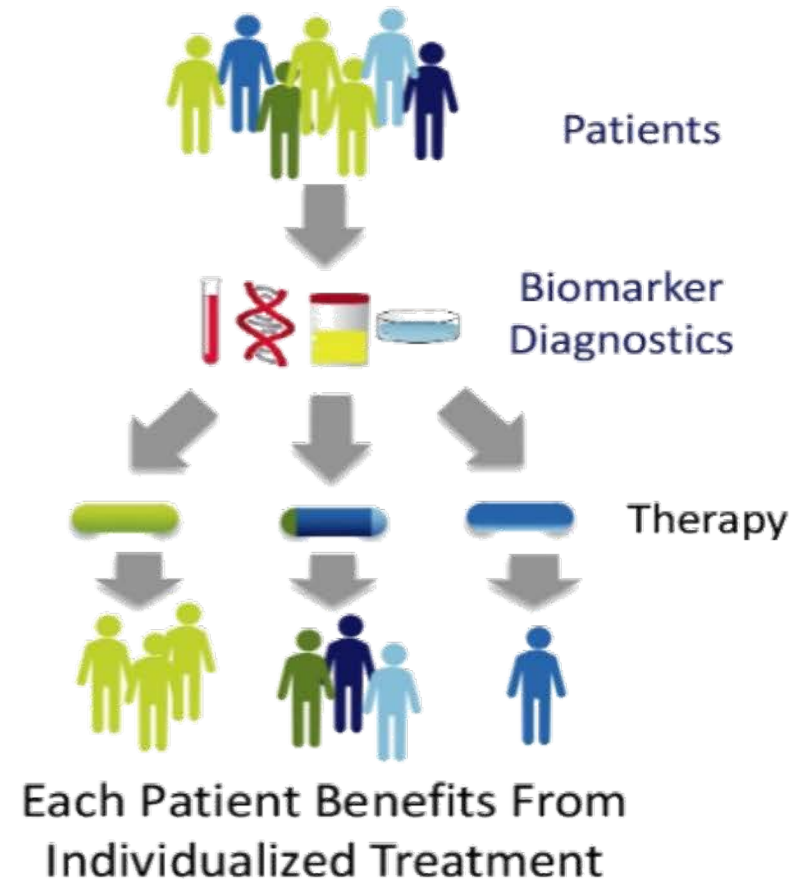 Patients
Biomarker
Diagnostics
Therapy
Each Patient Benefits From
Individualized Treatment